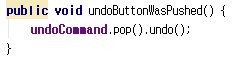 public void undoButtonWasPushed() {
    undoCommand.pop().undo();
}